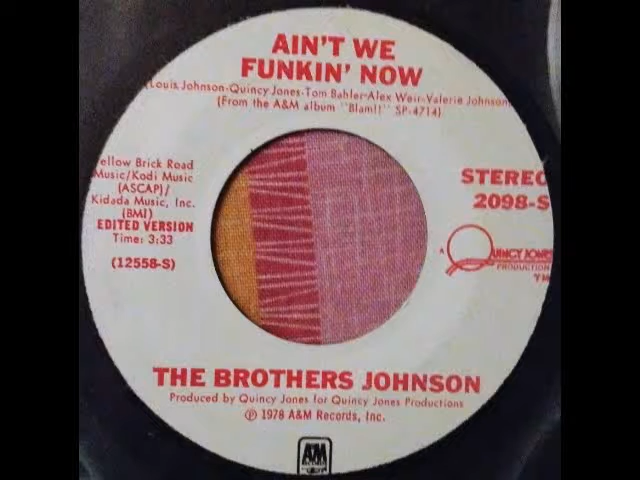 AIN'T WE
FUNKIN' NOW
(Louis Johnson-Quincy Jones-Tom Bahler-Alex Weir-Valerie Johnson)
(From the A&M album "Blam!!" SP-4714)
ellow Brick Road
Music/Kodi Music
(ASCAP)/
Kidada Music, Inc.
(BMI)
EDITED VERSION
Time: 3:33
(12558-S)
STEREO
2098-S
QUINCY JONES
PRODUCTION
THE BROTHERS JOHNSON
Produced by Quincy Jones for Quincy Jones Productions
℗ 1978 A&M Records, Inc.
A&M
RECORDS